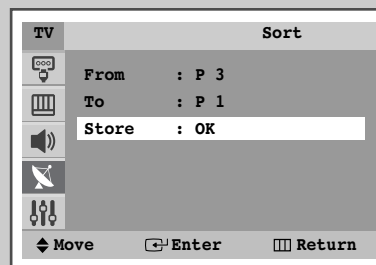 TV Sort
From : P 3
To : P 1
Store : OK
Move Enter Return